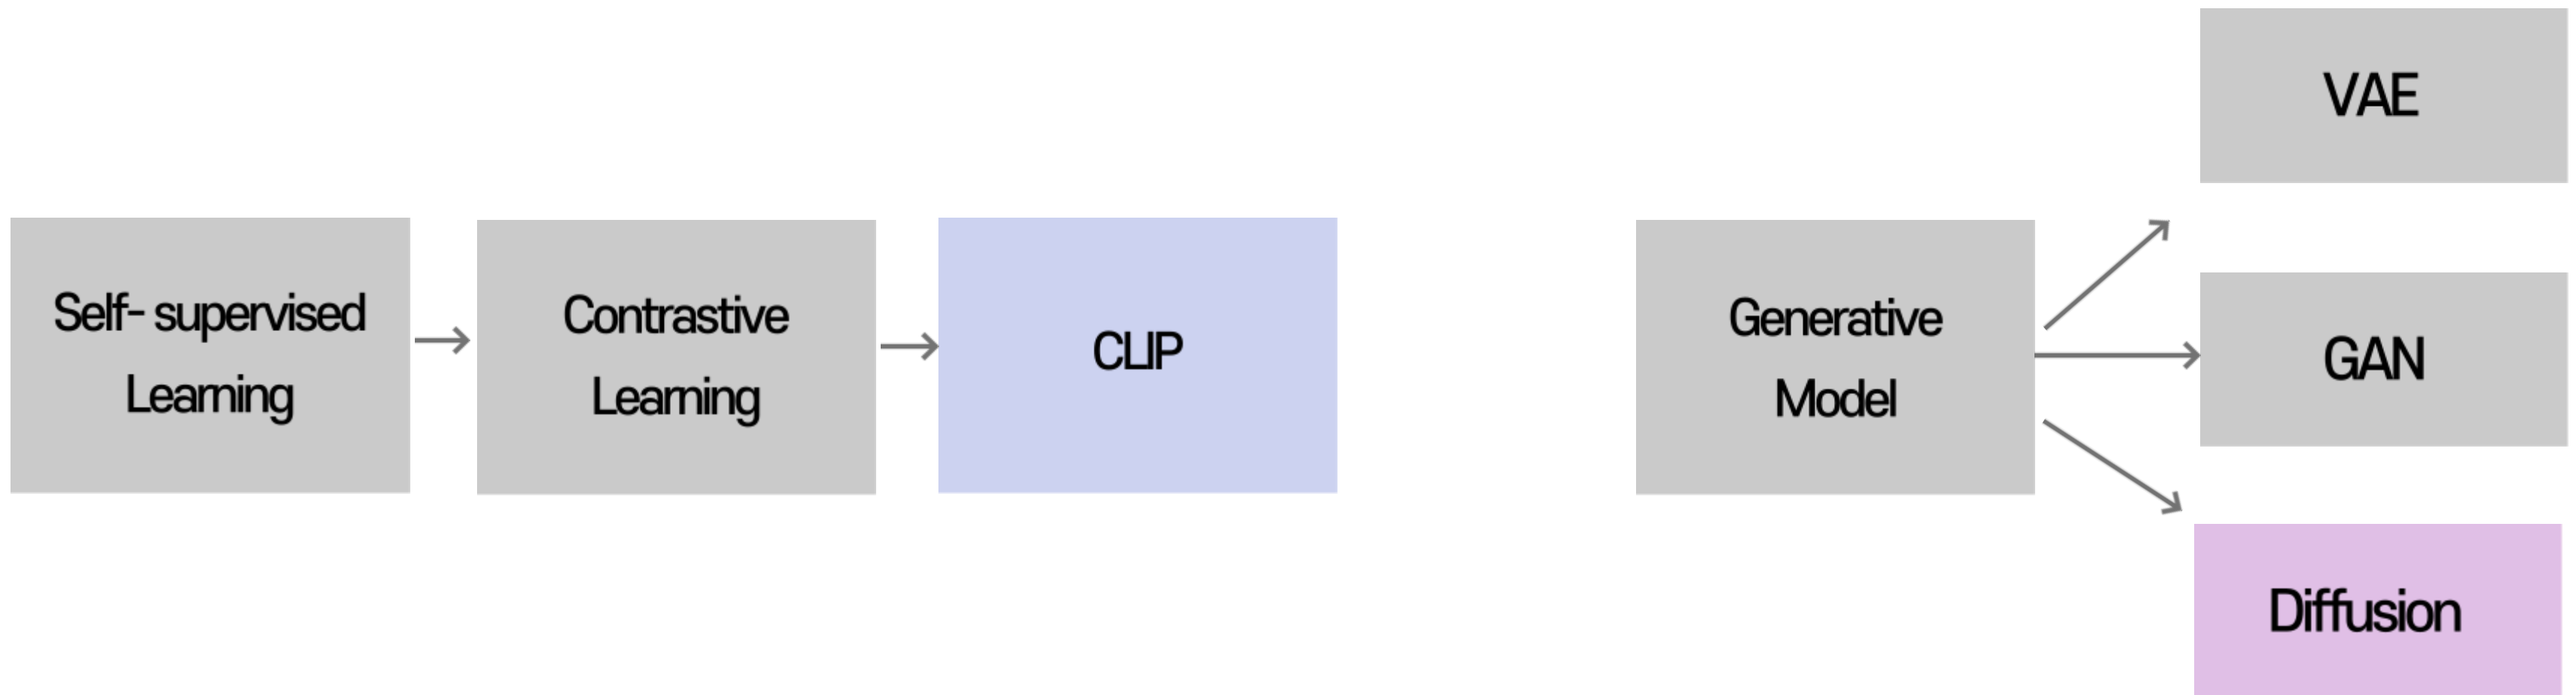 Self- supervised
Learning
Contrastive
Learning
CLIP
Generative
Model
VAE
GAN
Diffusion